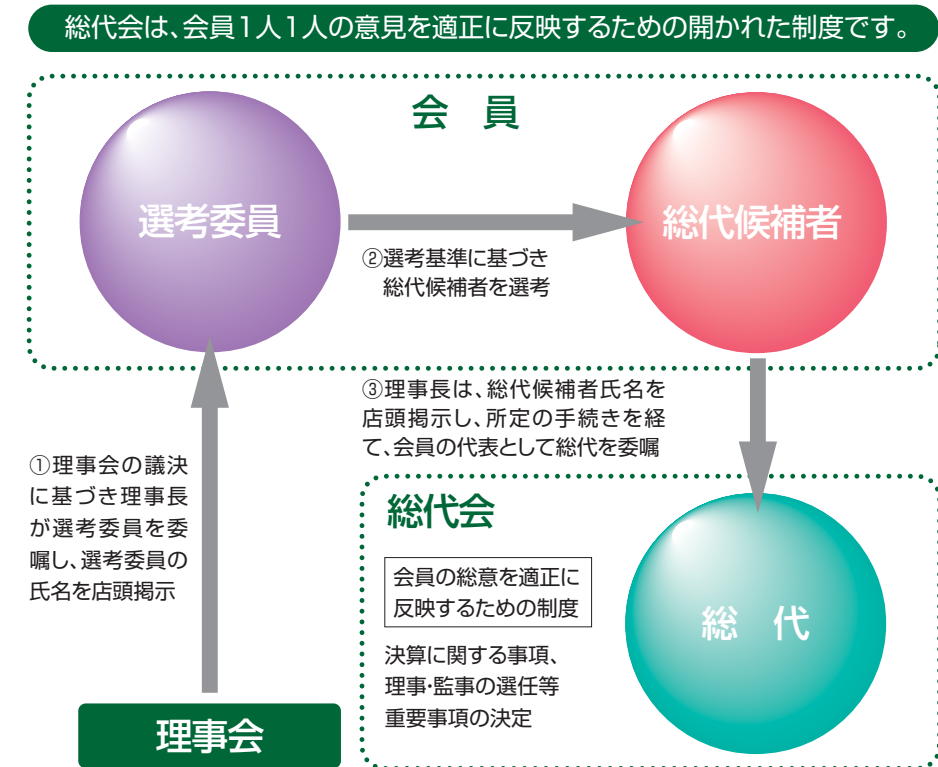 総代会は、会員1人1人の意見を適正に反映するための開かれた制度です。
会 員
選考委員
総代候補者
②選考基準に基づき
総代候補者を選考
③理事長は、総代候補者氏名を
店頭掲示し、所定の手続きを経
て、会員の代表として総代を委嘱
①理事会の議決
に基づき理事長
が選考委員を委
嘱し、選考委員の
氏名を店頭掲示
総代会
会員の総意を適正に
反映するための制度
総 代
決算に関する事項、
理事・監事の選任等
重要事項の決定
理事会